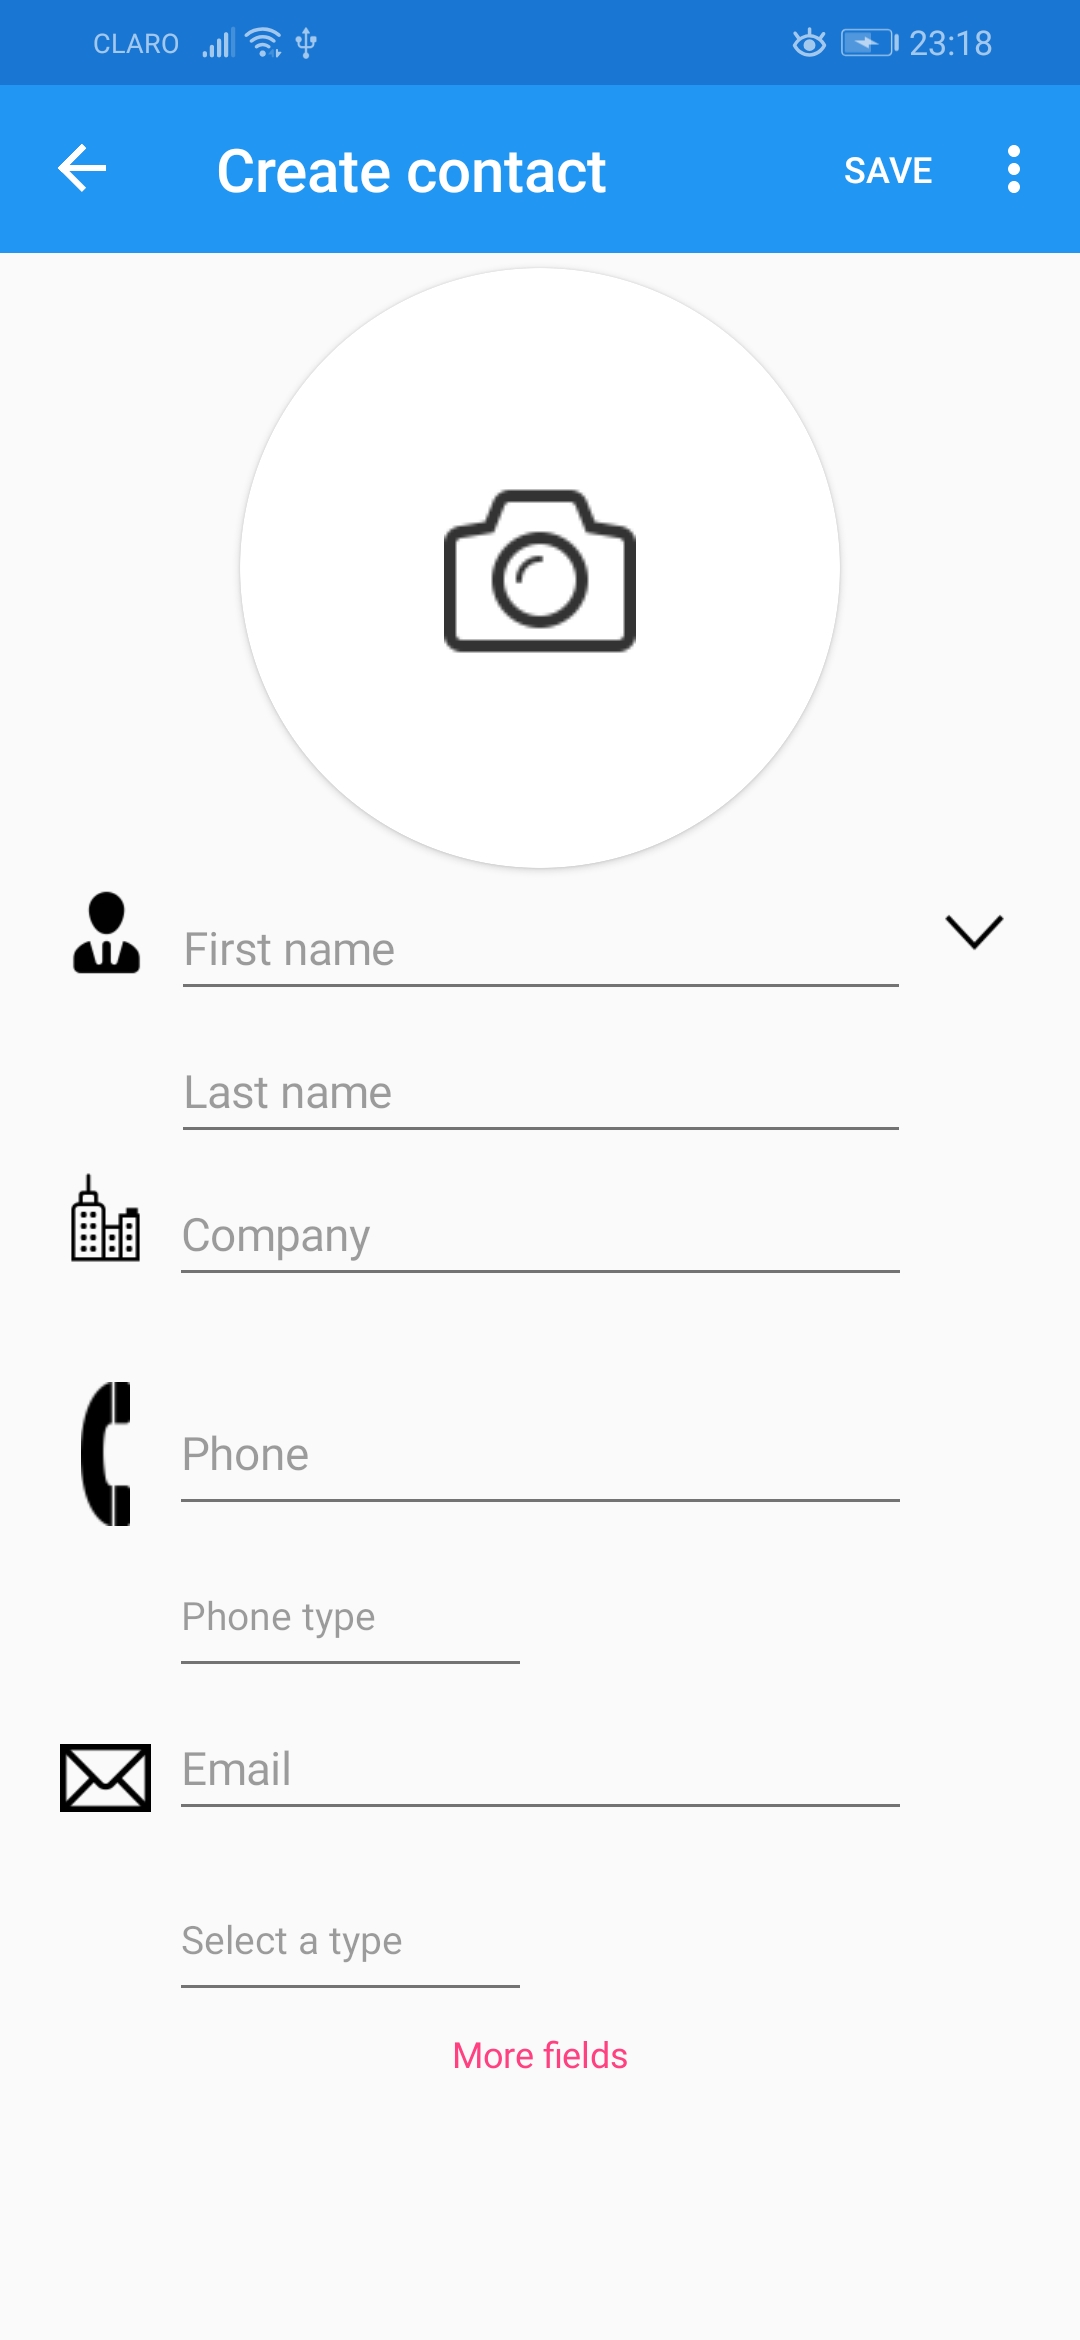 CLARO 23:18
Create contact SAVE
First name
Last name
Company
Phone
Phone type
Email
Select a type
More fields